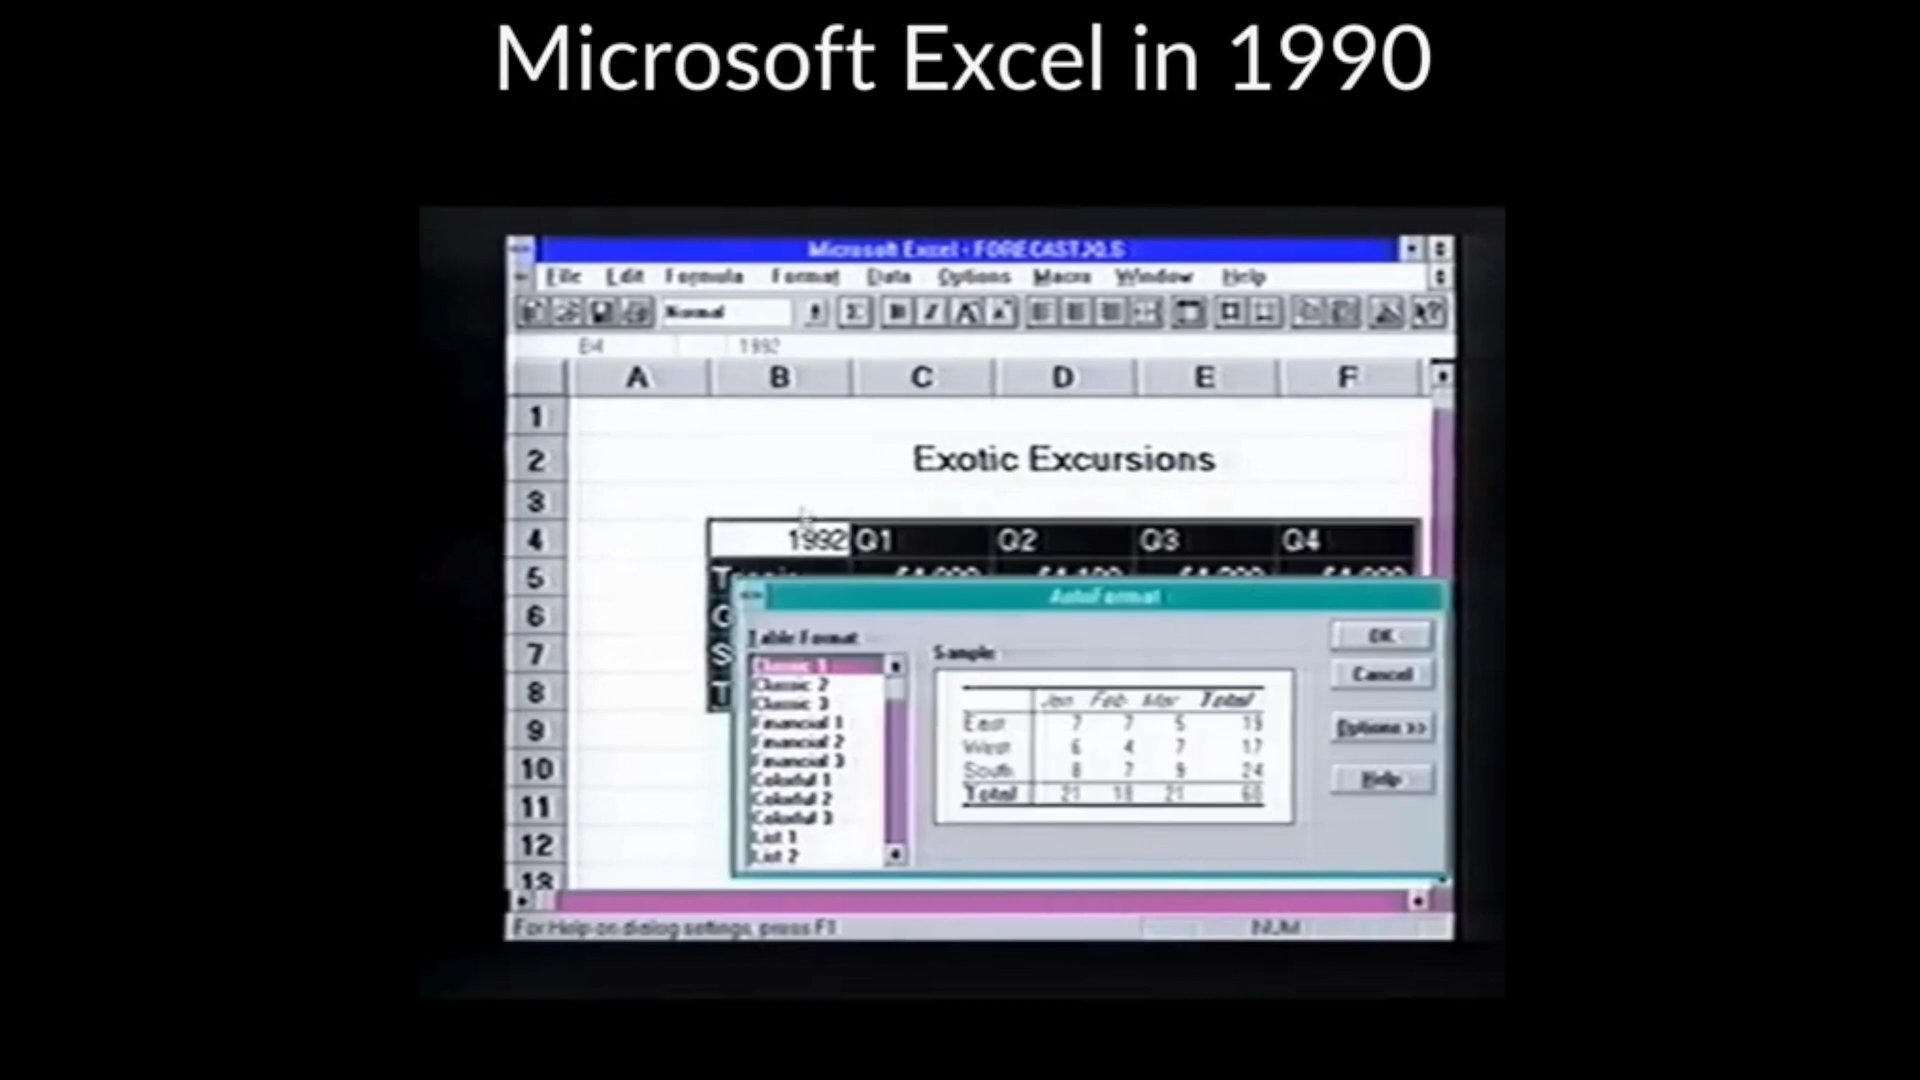 Microsoft Excel in 1990
Microsoft Excel - FORECAST.XLS
File Edit Formula Format Data Options Macro Window Help
Normal Σ B I A A
B4 1992
A B C D E F
1
2 Exotic Excursions
3
4 1992 Q1 Q2 Q3 Q4
5
6
7
8
9
10
11
12
13
AutoFormat
Table Format
Classic 1
Classic 2
Classic 3
Financial 1
Financial 2
Financial 3
Colorful 1
Colorful 2
Colorful 3
List 1
List 2
Sample
Jan Feb Mar Total
East 7 7 5 19
West 6 4 7 17
South 8 7 9 24
Total 21 18 21 60
OK
Cancel
Options >>
Help
For Help on dialog settings, press F1
NUM